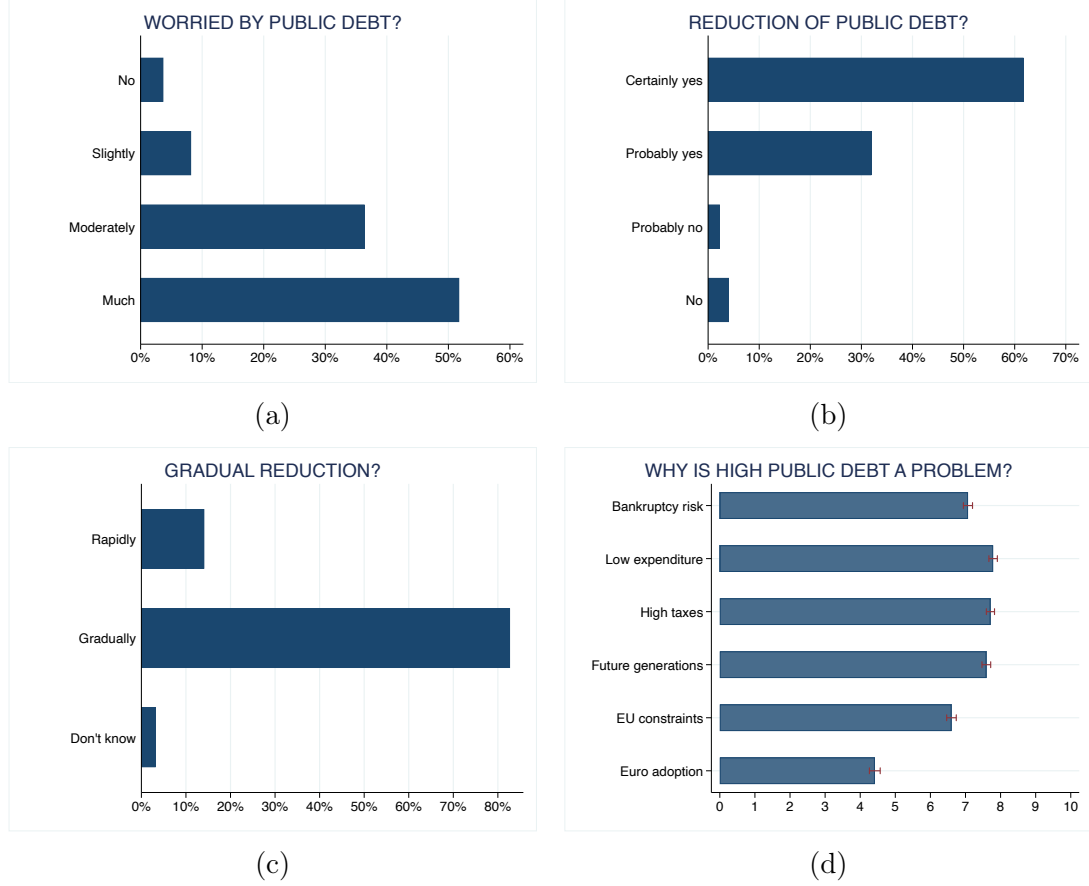 WORRIED BY PUBLIC DEBT?
No
Slightly
Moderately
Much
0% 10% 20% 30% 40% 50% 60%
(a)
REDUCTION OF PUBLIC DEBT?
Certainly yes
Probably yes
Probably no
No
0% 10% 20% 30% 40% 50% 60% 70%
(b)
GRADUAL REDUCTION?
Rapidly
Gradually
Don't know
0% 10% 20% 30% 40% 50% 60% 70% 80%
(c)
WHY IS HIGH PUBLIC DEBT A PROBLEM?
Bankruptcy risk
Low expenditure
High taxes
Future generations
EU constraints
Euro adoption
0 1 2 3 4 5 6 7 8 9 10
(d)